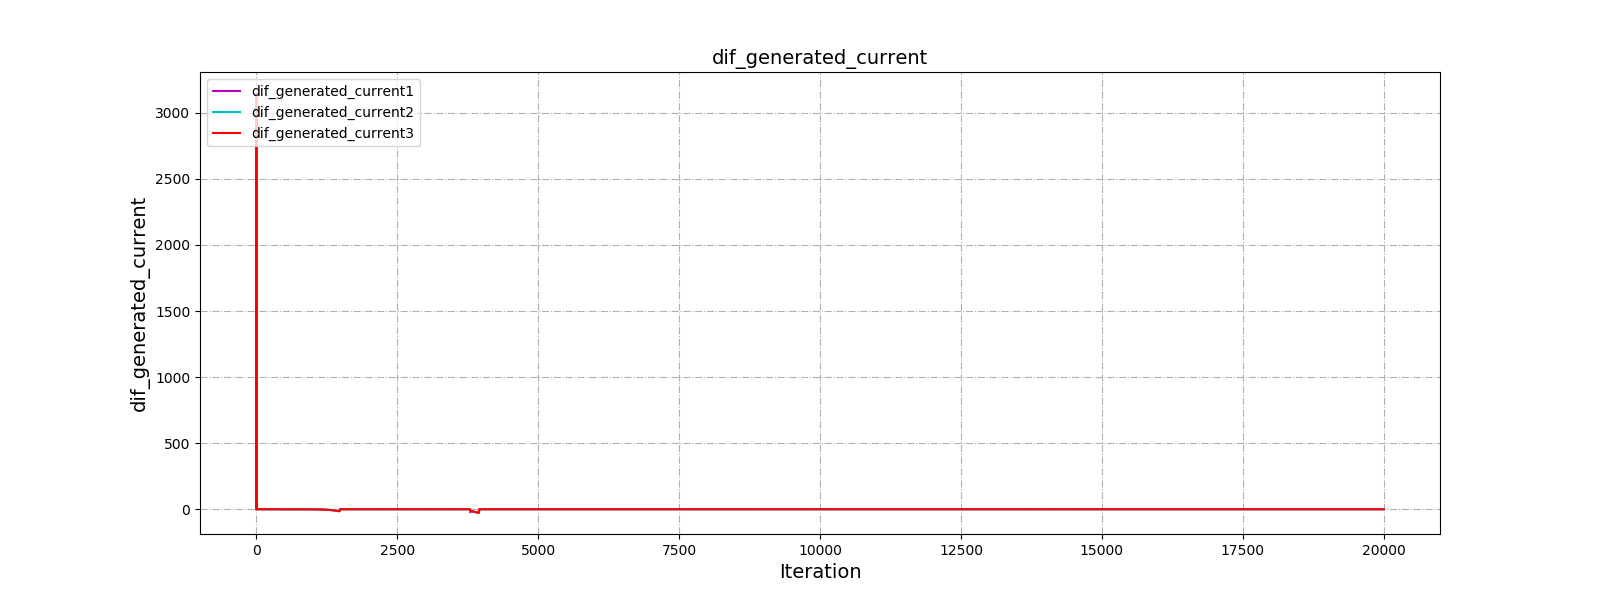 dif_generated_current
dif_generated_current1
dif_generated_current2
dif_generated_current3
dif_generated_current
3000
2500
2000
1500
1000
500
0
0 2500 5000 7500 10000 12500 15000 17500 20000
Iteration